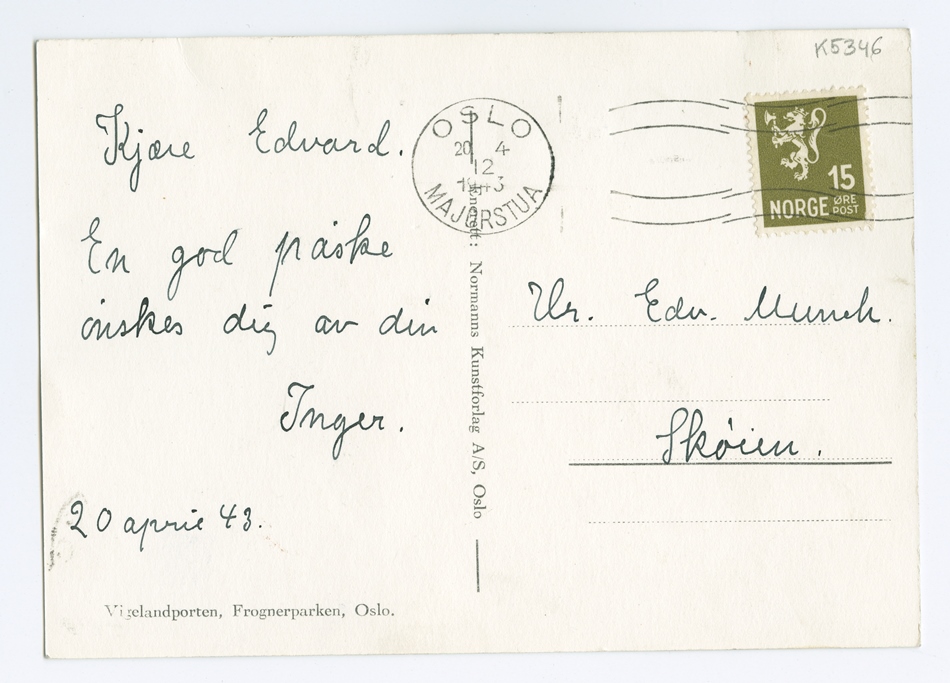 K5346
OSLO
20. 4
12
1943
MAJORSTUA
15
NORGE ØRE
POST
Kjære Edvard.
En god påske
ønskes dig av din
Inger.
20 april 43.
Hr. Edv. Munch.
Skøien.
Enerett: Normanns Kunstforlag A/S, Oslo
Vigelandporten, Frognerparken, Oslo.